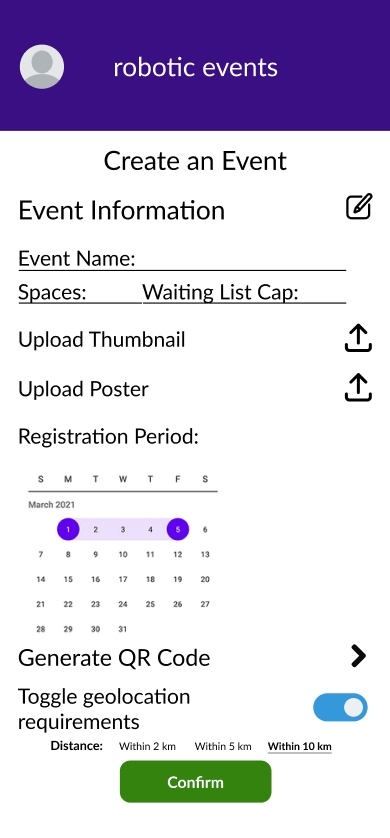 robotic events
Create an Event
Event Information
Event Name:
Spaces: Waiting List Cap:
Upload Thumbnail
Upload Poster
Registration Period:
S M T W T F S
March 2021
1 2 3 4 5 6
7 8 9 10 11 12 13
14 15 16 17 18 19 20
21 22 23 24 25 26 27
28 29 30 31
Generate QR Code
Toggle geolocation
requirements
Distance: Within 2 km Within 5 km Within 10 km
Confirm